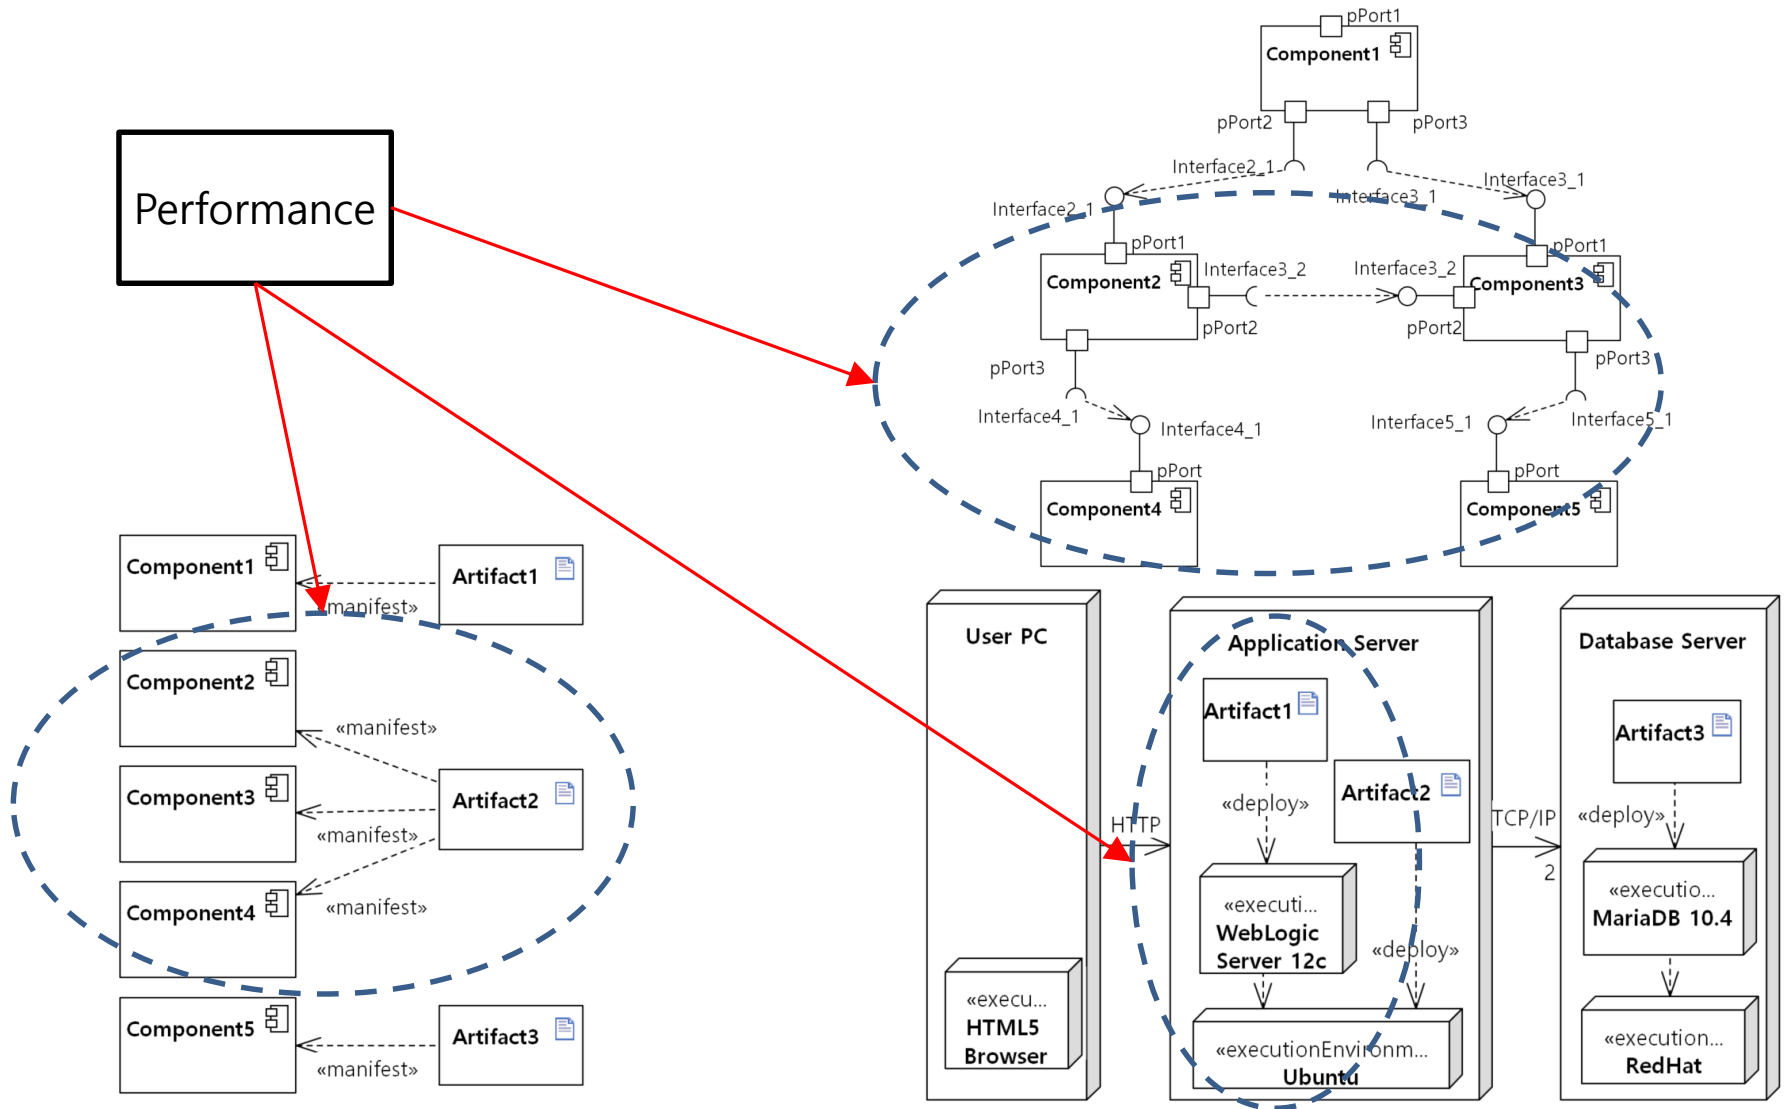 pPort1
Component1
pPort2
pPort3
Interface2_1
Interface3_1
Interface3_1
Interface2_1
Performance
pPort1
pPort1
Component2
Interface3_2
Interface3_2
Component3
pPort2
pPort2
pPort3
pPort3
Interface4_1
Interface4_1
Interface5_1
Interface5_1
pPort
pPort
Component4
Component5
Component1
Artifact1
«manifest»
Component2
«manifest»
Component3
Artifact2
«manifest»
Component4
«manifest»
Component5
Artifact3
«manifest»
User PC
«execu...
HTML5
Browser
HTTP
Application Server
Artifact1
«deploy»
Artifact2
«executi...
WebLogic
Server 12c
«deploy»
«executionEnvironm...
Ubuntu
TCP/IP
2
Database Server
Artifact3
«deploy»
«executio...
MariaDB 10.4
«execution...
RedHat